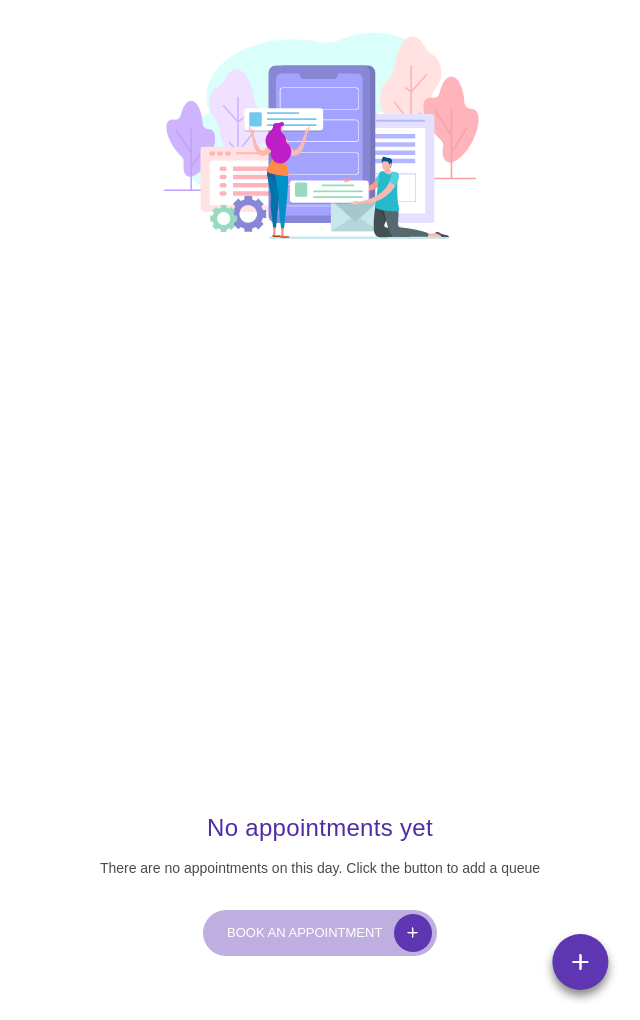 No appointments yet
There are no appointments on this day. Click the button to add a queue
BOOK AN APPOINTMENT +
+